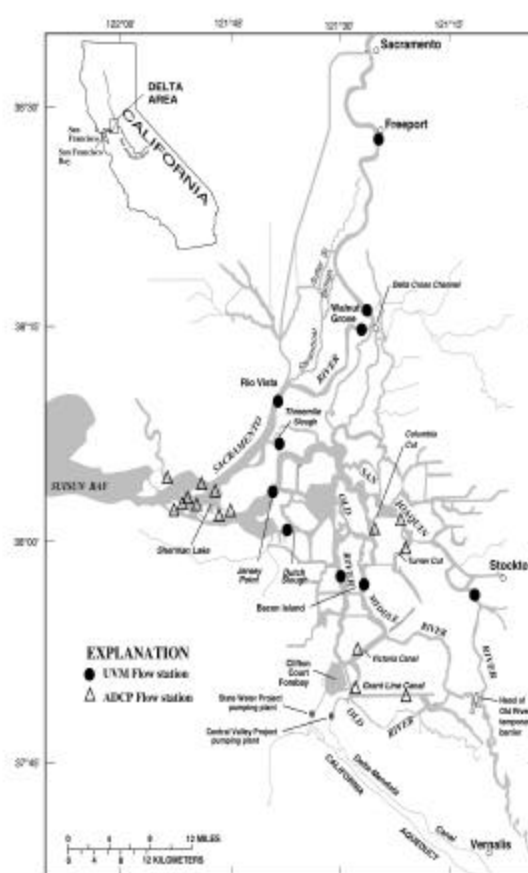 122°00'
121°45'
121°30'
121°15'
Sacramento
38°30'
DELTA
AREA
CALIFORNIA
San
Francisco
San Francisco
Bay
Freeport
Delta Cross Channel
Walnut
Grove
38°15'
RIVER
Rio Vista
Threemile
Slough
Columbia
Cut
SACRAMENTO
SUISUN BAY
SAN
JOAQUIN
OLD
RIVER
Sherman Lake
38°00'
Jersey
Point
Dutch
Slough
Turner Cut
Stockton
Bacon Island
MIDDLE
RIVER
RIVER
EXPLANATION
UVM Flow station
ADCP Flow station
Clifton
Court
Forebay
Victoria Canal
Grant Line Canal
State Water Project
pumping plant
Central Valley Project
pumping plant
OLD
RIVER
Head of
Old River
temporary
barrier
37°45'
CALIFORNIA
AQUEDUCT
Delta-Mendota
Canal
Vernalis
0 4 8 12 MILES
0 4 8 12 KILOMETERS